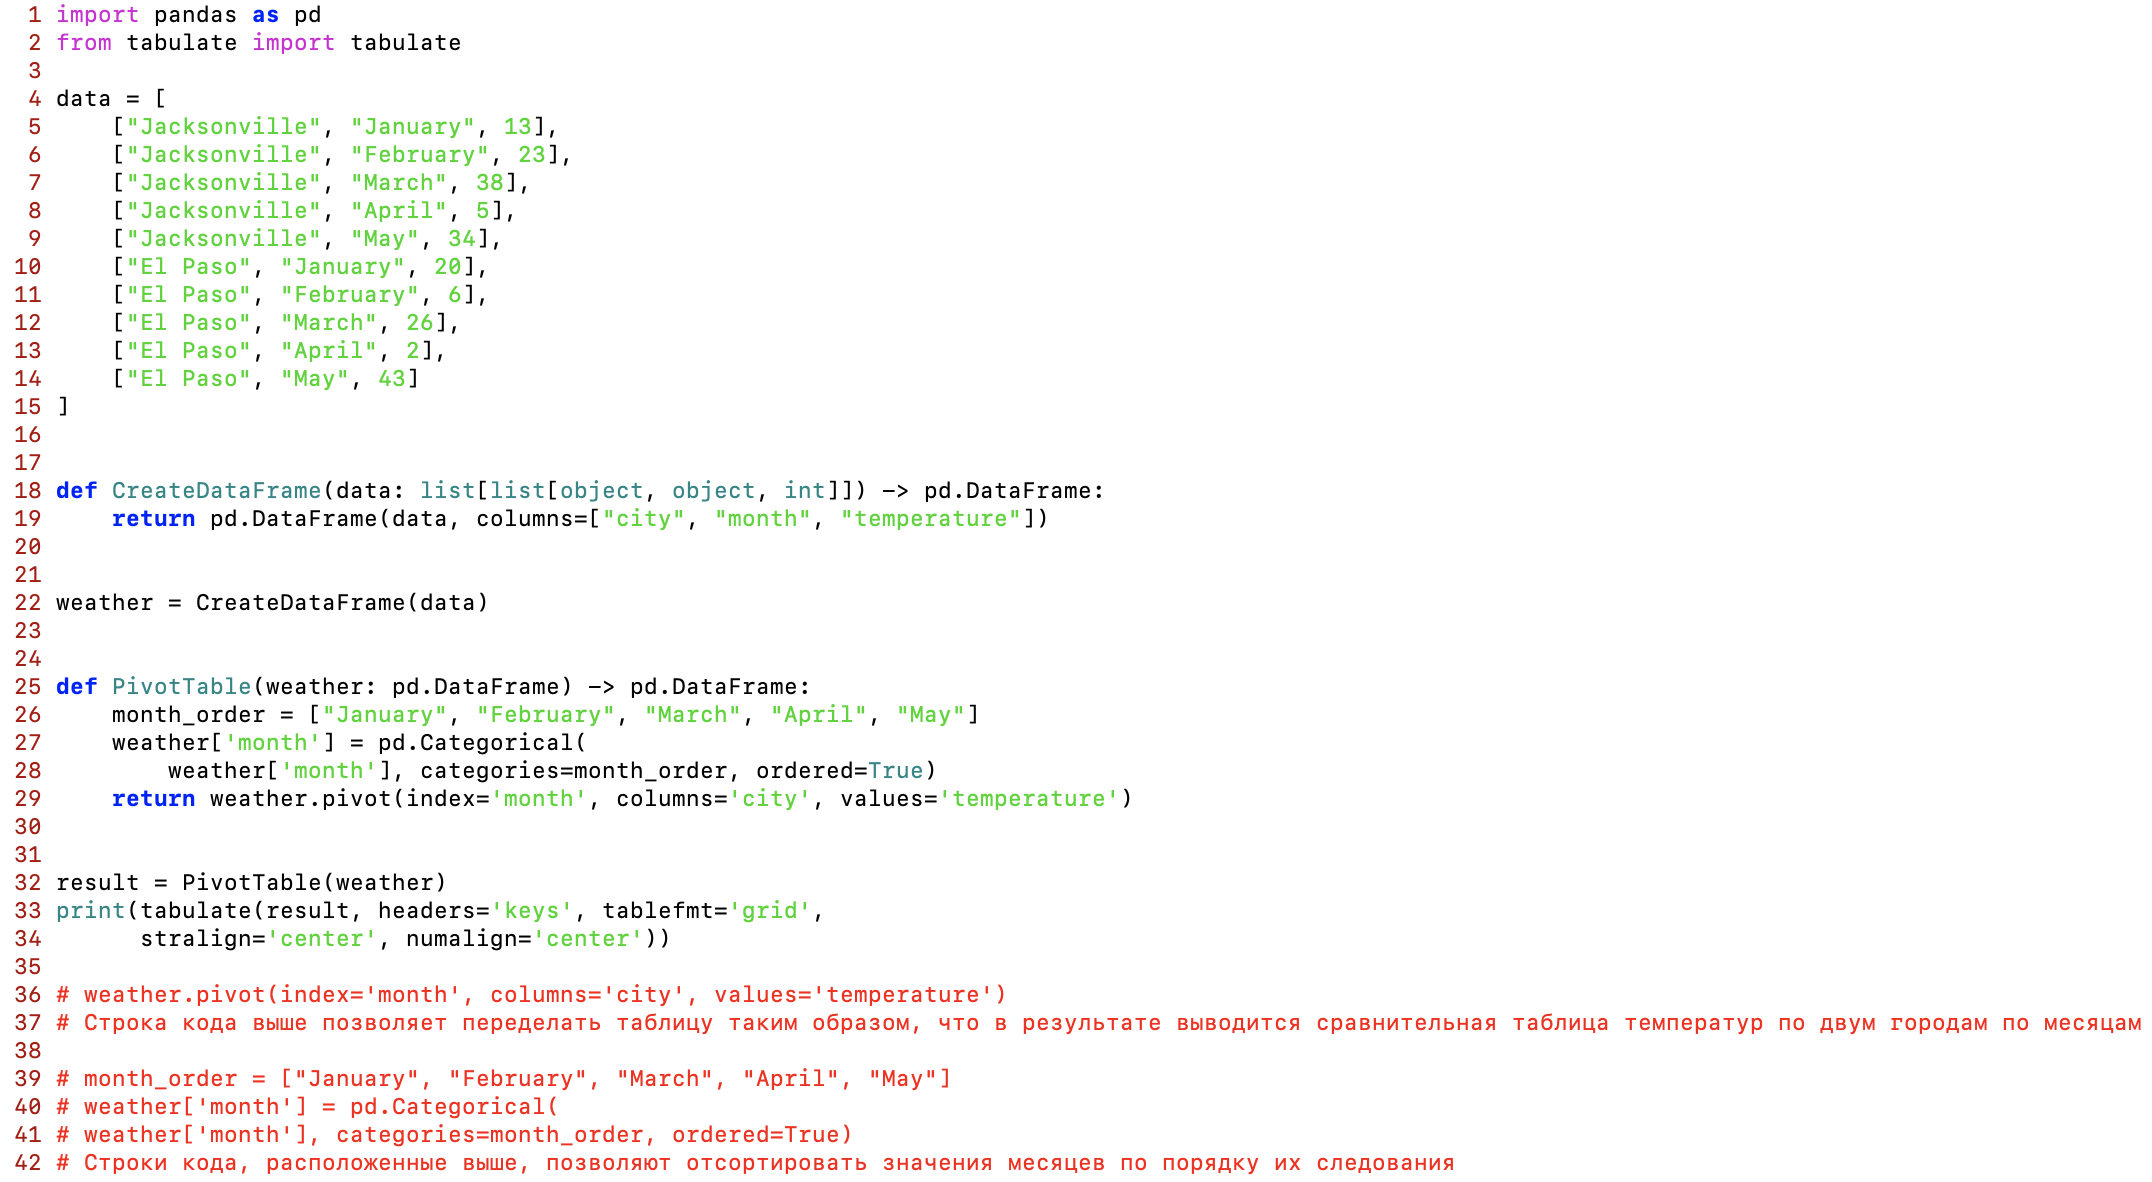 1 import pandas as pd
2 from tabulate import tabulate
3
4 data = [
5     ["Jacksonville", "January", 13],
6     ["Jacksonville", "February", 23],
7     ["Jacksonville", "March", 38],
8     ["Jacksonville", "April", 5],
9     ["Jacksonville", "May", 34],
10     ["El Paso", "January", 20],
11     ["El Paso", "February", 6],
12     ["El Paso", "March", 26],
13     ["El Paso", "April", 2],
14     ["El Paso", "May", 43]
15 ]
16
17
18 def CreateDataFrame(data: list[list[object, object, int]]) -> pd.DataFrame:
19     return pd.DataFrame(data, columns=["city", "month", "temperature"])
20
21
22 weather = CreateDataFrame(data)
23
24
25 def PivotTable(weather: pd.DataFrame) -> pd.DataFrame:
26     month_order = ["January", "February", "March", "April", "May"]
27     weather['month'] = pd.Categorical(
28         weather['month'], categories=month_order, ordered=True)
29     return weather.pivot(index='month', columns='city', values='temperature')
30
31
32 result = PivotTable(weather)
33 print(tabulate(result, headers='keys', tablefmt='grid',
34       stralign='center', numalign='center'))
35
36 # weather.pivot(index='month', columns='city', values='temperature')
37 # Строка кода выше позволяет переделать таблицу таким образом, что в результате выводится сравнительная таблица температур по двум городам по месяцам
38
39 # month_order = ["January", "February", "March", "April", "May"]
40 # weather['month'] = pd.Categorical(
41 # weather['month'], categories=month_order, ordered=True)
42 # Строки кода, расположенные выше, позволяют отсортировать значения месяцев по порядку их следования